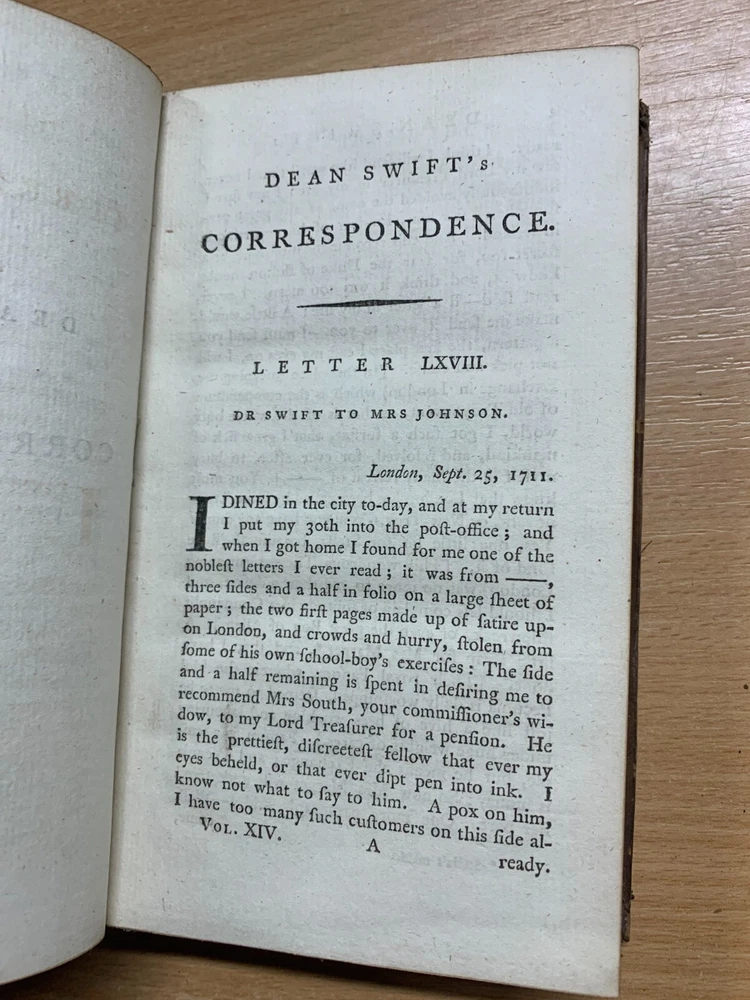 DEAN SWIFT's
CORRESPONDENCE.
LETTER LXVIII.
DR SWIFT TO MRS JOHNSON.
London, Sept. 25, 1711.
I DINED in the city to-day, and at my return
I put my 30th into the poſt-office; and
when I got home I found for me one of the
nobleſt letters I ever read; it was from ——,
three ſides and a half in folio on a large ſheet of
paper; the two firſt pages made up of ſatire up-
on London, and crowds and hurry, ſtolen from
ſome of his own ſchool-boy's exerciſes: The ſide
and a half remaining is ſpent in deſiring me to
recommend Mrs South, your commiſſioner's wi-
dow, to my Lord Treaſurer for a penſion. He
is the prettieſt, diſcreeteſt fellow that ever my
eyes beheld, or that ever dipt pen into ink. I
know not what to ſay to him. A pox on him,
I have too many ſuch cuſtomers on this ſide al-
VOL. XIV. A ready.